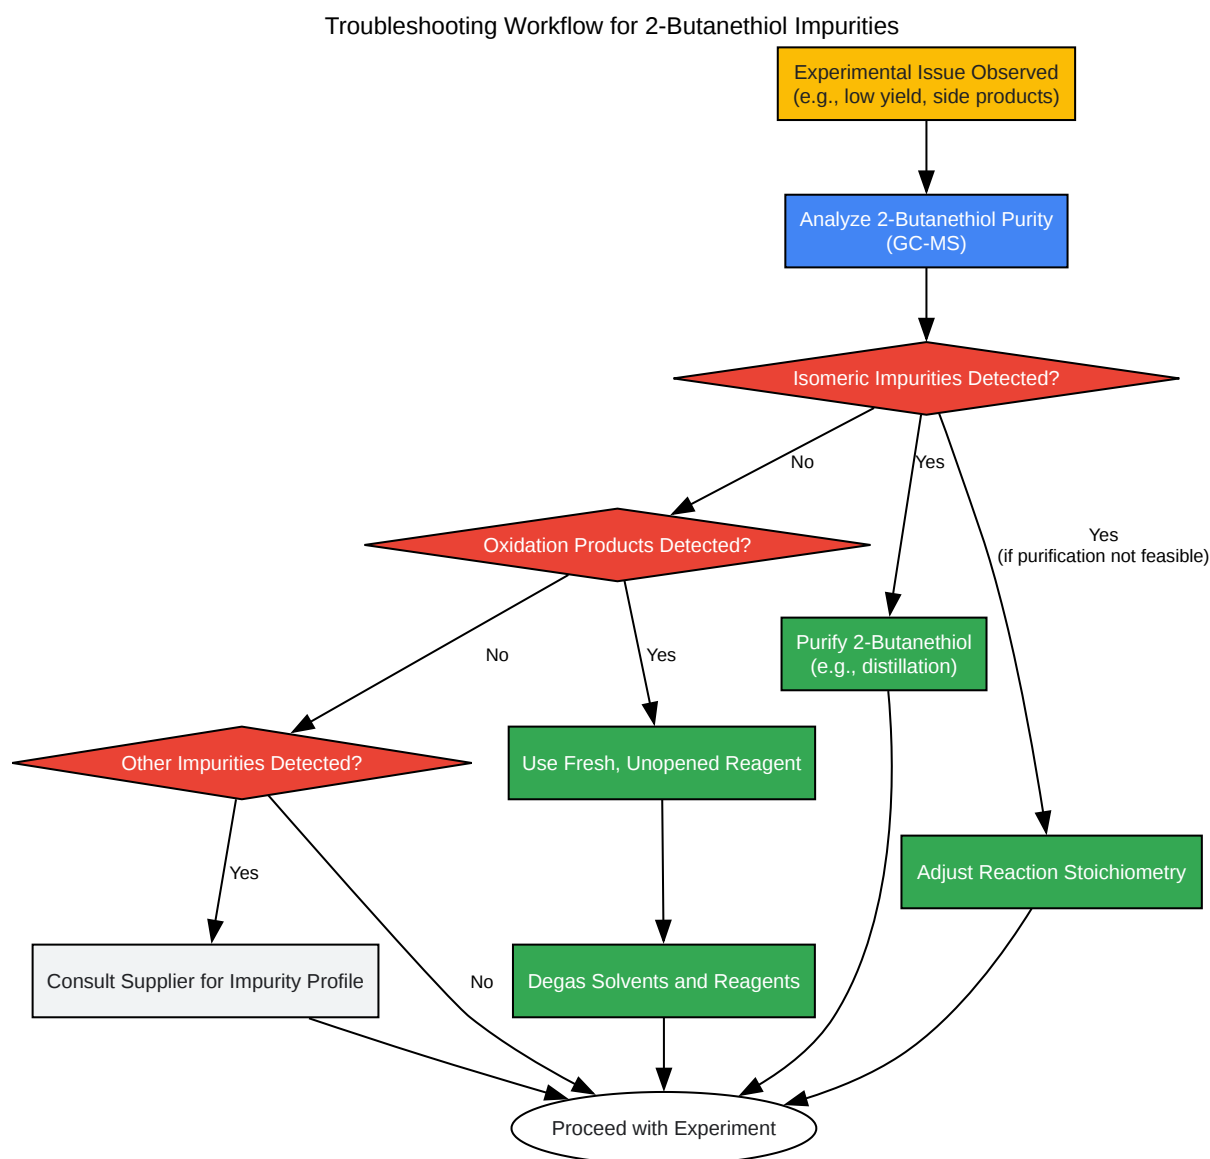 Troubleshooting Workflow for 2-Butanethiol Impurities
Experimental Issue Observed
(e.g., low yield, side products)
Analyze 2-Butanethiol Purity
(GC-MS)
Isomeric Impurities Detected?
No
Yes
Yes
(if purification not feasible)
Oxidation Products Detected?
No
Yes
Purify 2-Butanethiol
(e.g., distillation)
Other Impurities Detected?
Use Fresh, Unopened Reagent
Yes
Adjust Reaction Stoichiometry
Consult Supplier for Impurity Profile
No
Degas Solvents and Reagents
Proceed with Experiment